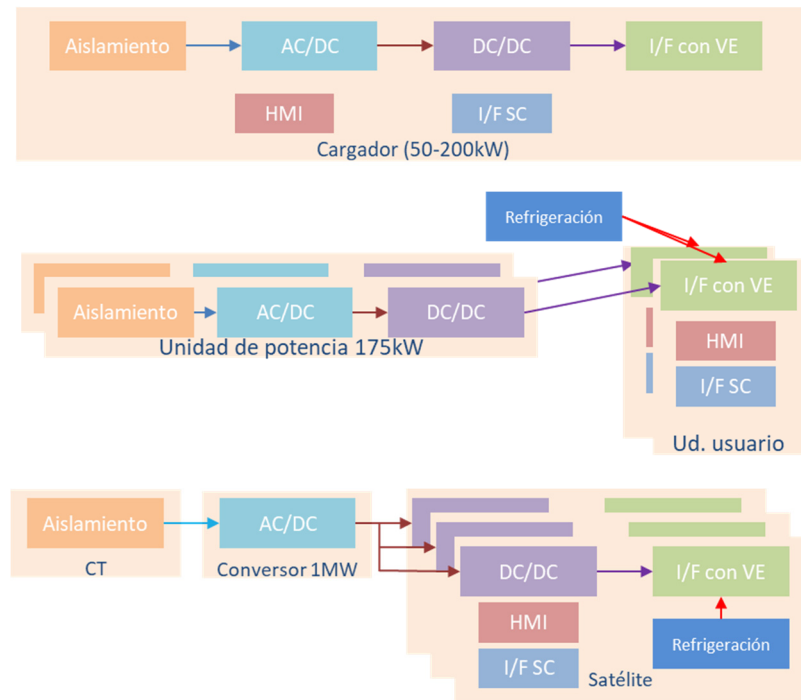 Aislamiento
AC/DC
DC/DC
I/F con VE
HMI
I/F SC
Cargador (50-200kW)
Refrigeración
Aislamiento
AC/DC
DC/DC
I/F con VE
Unidad de potencia 175kW
HMI
I/F SC
Ud. usuario
Aislamiento
AC/DC
CT
Conversor 1MW
DC/DC
I/F con VE
HMI
I/F SC
Refrigeración
Satélite